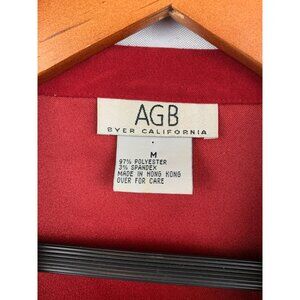 AGB
BYER CALIFORNIA
M
97% POLYESTER
3% SPANDEX
MADE IN HONG KONG
OVER FOR CARE